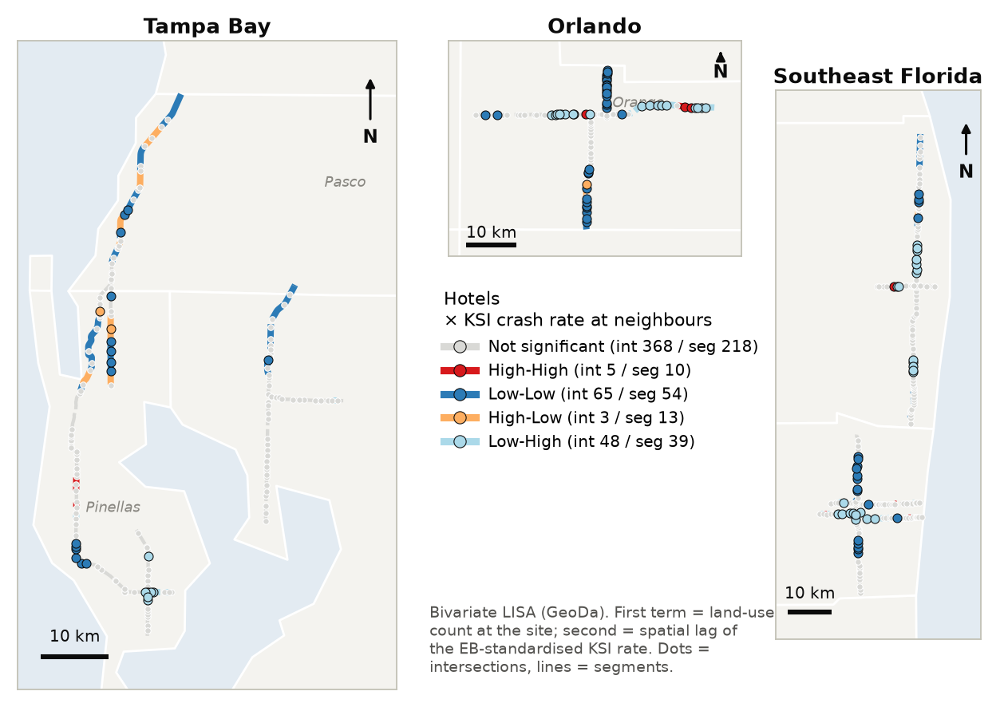 Tampa Bay
Orlando
Southeast Florida
N
Pasco
Pinellas
10 km
N
Orange
10 km
N
10 km
Hotels
× KSI crash rate at neighbours
Not significant (int 368 / seg 218)
High-High (int 5 / seg 10)
Low-Low (int 65 / seg 54)
High-Low (int 3 / seg 13)
Low-High (int 48 / seg 39)
Bivariate LISA (GeoDa). First term = land-use
count at the site; second = spatial lag of
the EB-standardised KSI rate. Dots =
intersections, lines = segments.